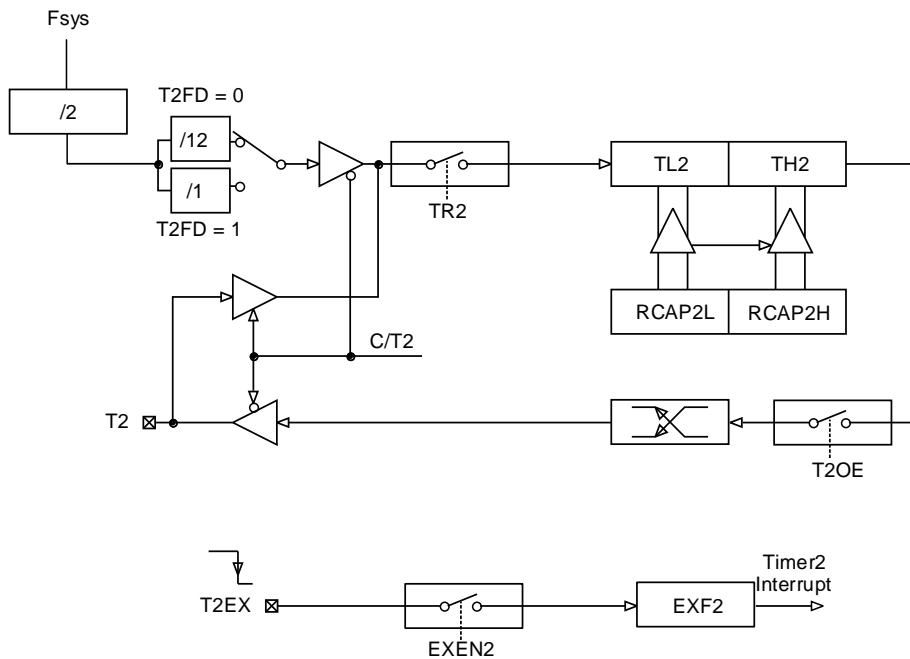 Fsys
/2
T2FD = 0
/12
/1
T2FD = 1
TR2
TL2
TH2
RCAP2L
RCAP2H
C/T2
T2
T2OE
T2EX
EXEN2
EXF2
Timer2
Interrupt